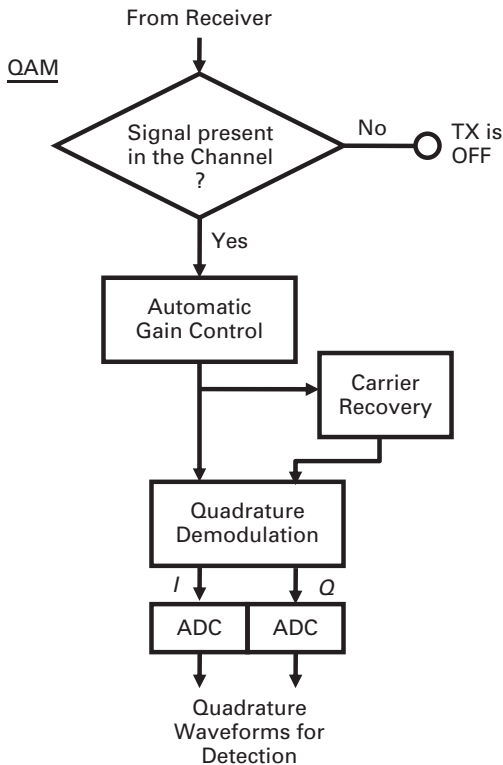 From Receiver
QAM
Signal present
in the Channel
?
No
TX is
OFF
Yes
Automatic
Gain Control
Carrier
Recovery
Quadrature
Demodulation
I
Q
ADC
ADC
Quadrature
Waveforms for
Detection